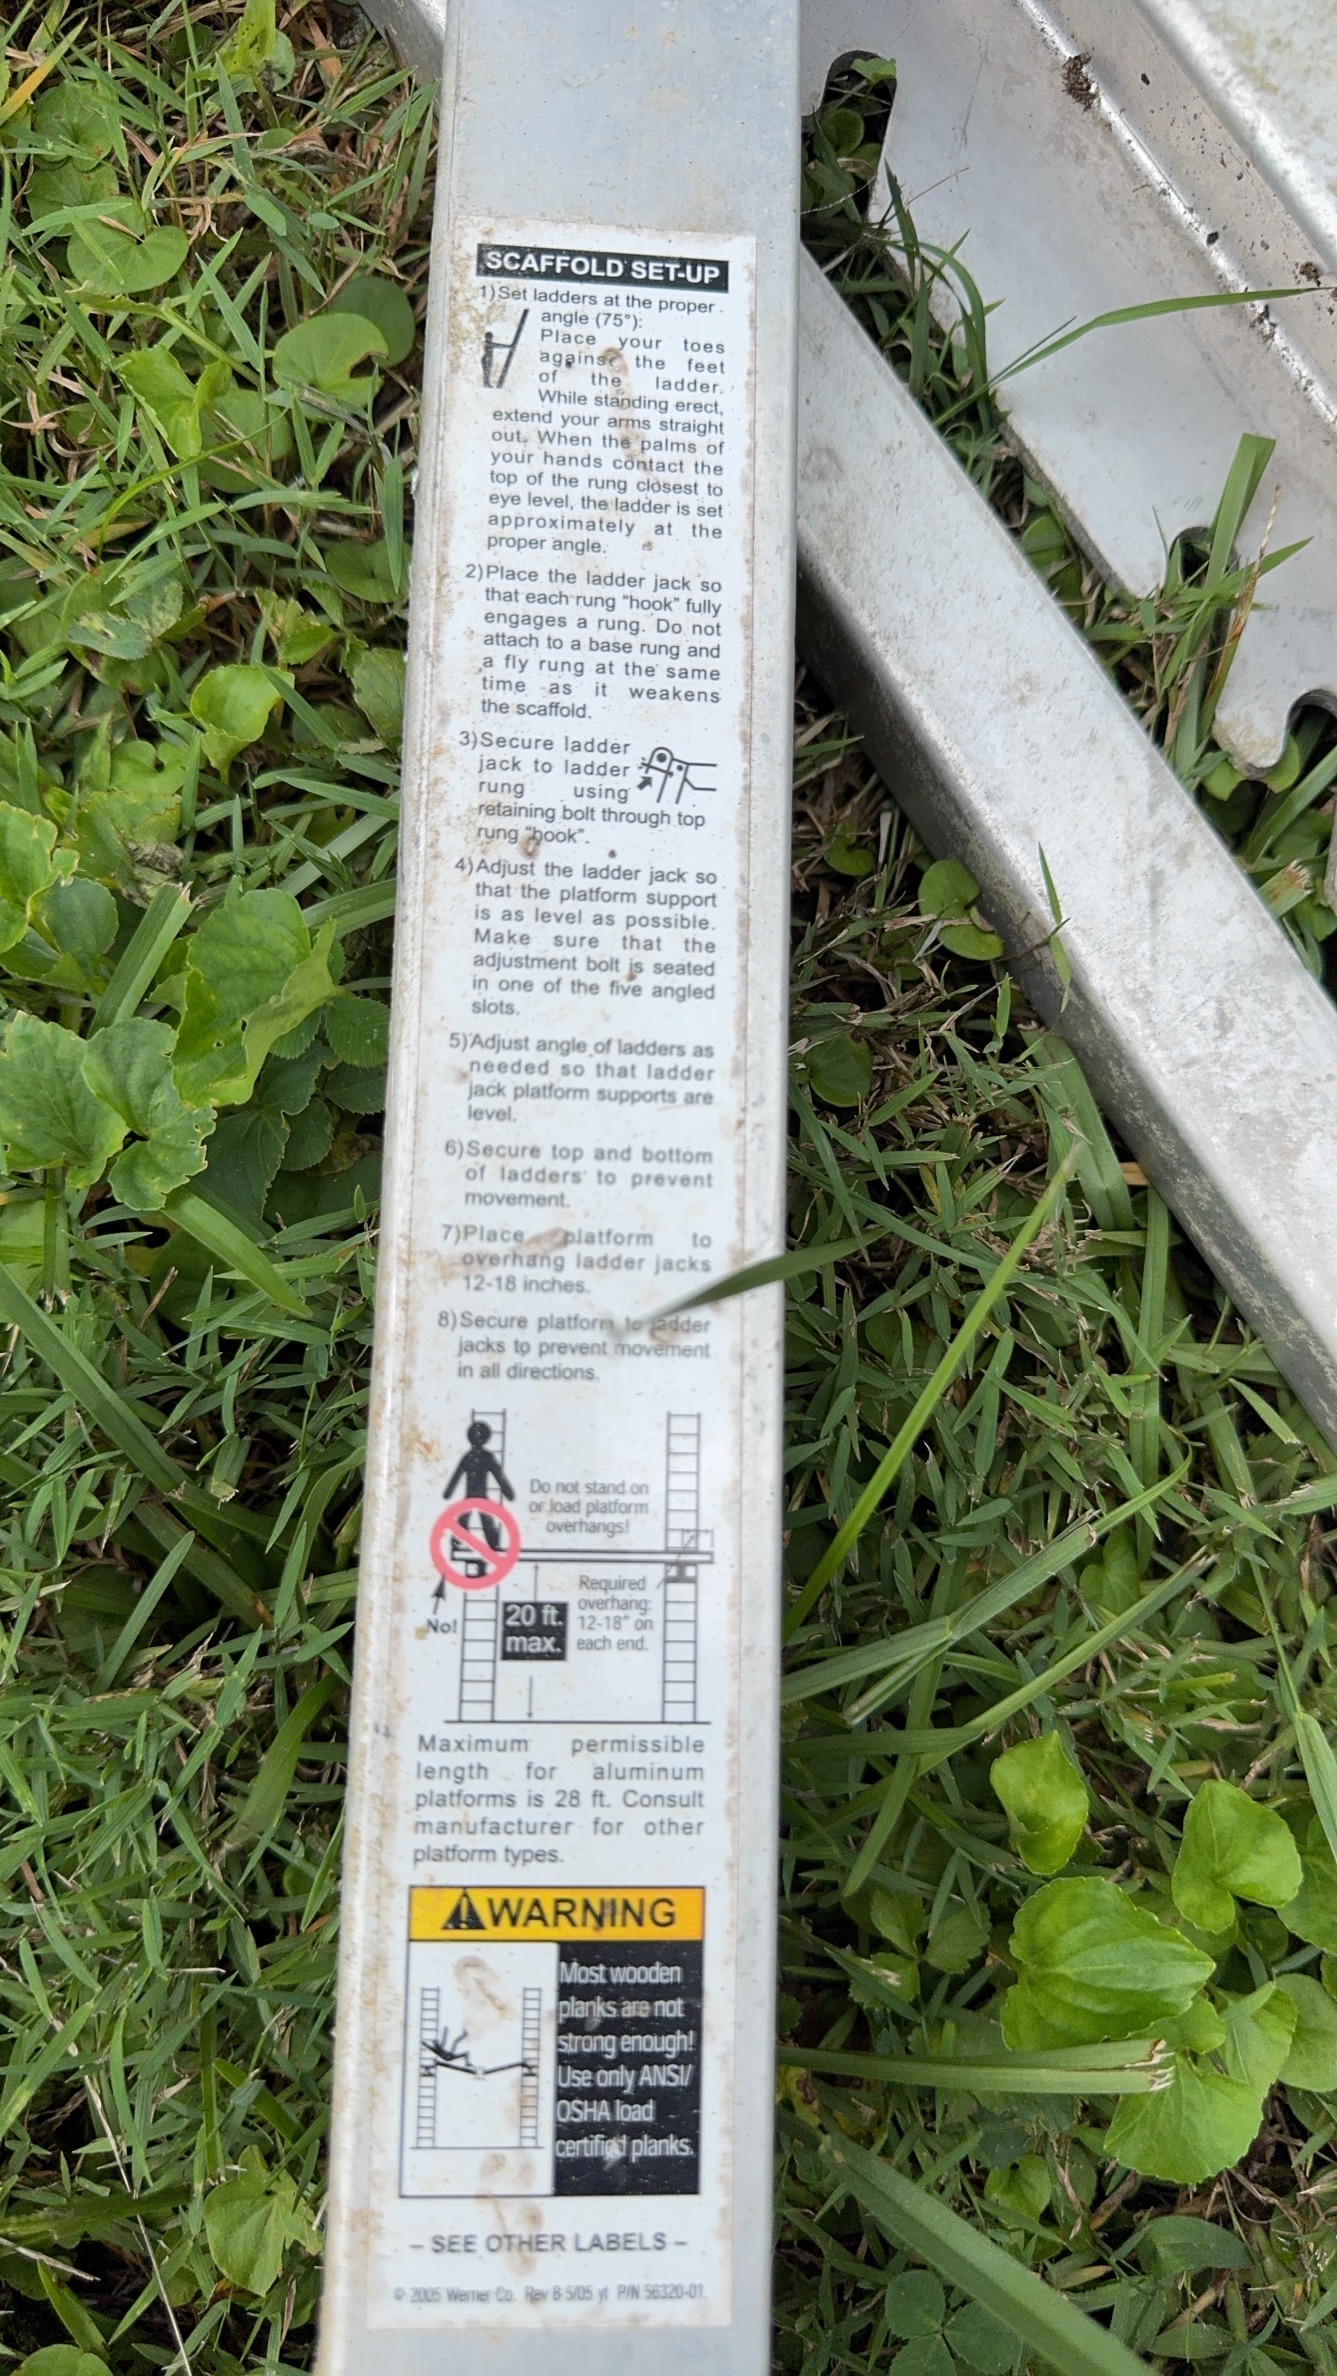 SCAFFOLD SET-UP
1) Set ladders at the proper
angle (75°):
Place your toes
against the feet
of the ladder.
While standing erect,
extend your arms straight
out. When the palms of
your hands contact the
top of the rung closest to
eye level, the ladder is set
approximately at the
proper angle.
2) Place the ladder jack so
that each rung "hook" fully
engages a rung. Do not
attach to a base rung and
a fly rung at the same
time as it weakens
the scaffold.
3) Secure ladder
jack to ladder
rung using
retaining bolt through top
rung "hook".
4) Adjust the ladder jack so
that the platform support
is as level as possible.
Make sure that the
adjustment bolt is seated
in one of the five angled
slots.
5) Adjust angle of ladders as
needed so that ladder
jack platform supports are
level.
6) Secure top and bottom
of ladders to prevent
movement.
7) Place platform to
overhang ladder jacks
12-18 inches.
8) Secure platform to ladder
jacks to prevent movement
in all directions.
Do not stand on
or load platform
overhangs!
No!
20 ft.
max.
Required
overhang:
12-18" on
each end.
Maximum permissible
length for aluminum
platforms is 28 ft. Consult
manufacturer for other
platform types.
WARNING
Most wooden
planks are not
strong enough!
Use only ANSI/
OSHA load
certified planks.
– SEE OTHER LABELS –
© 2005 Werner Co. Rev B 5/05 yt P/N 56320-01